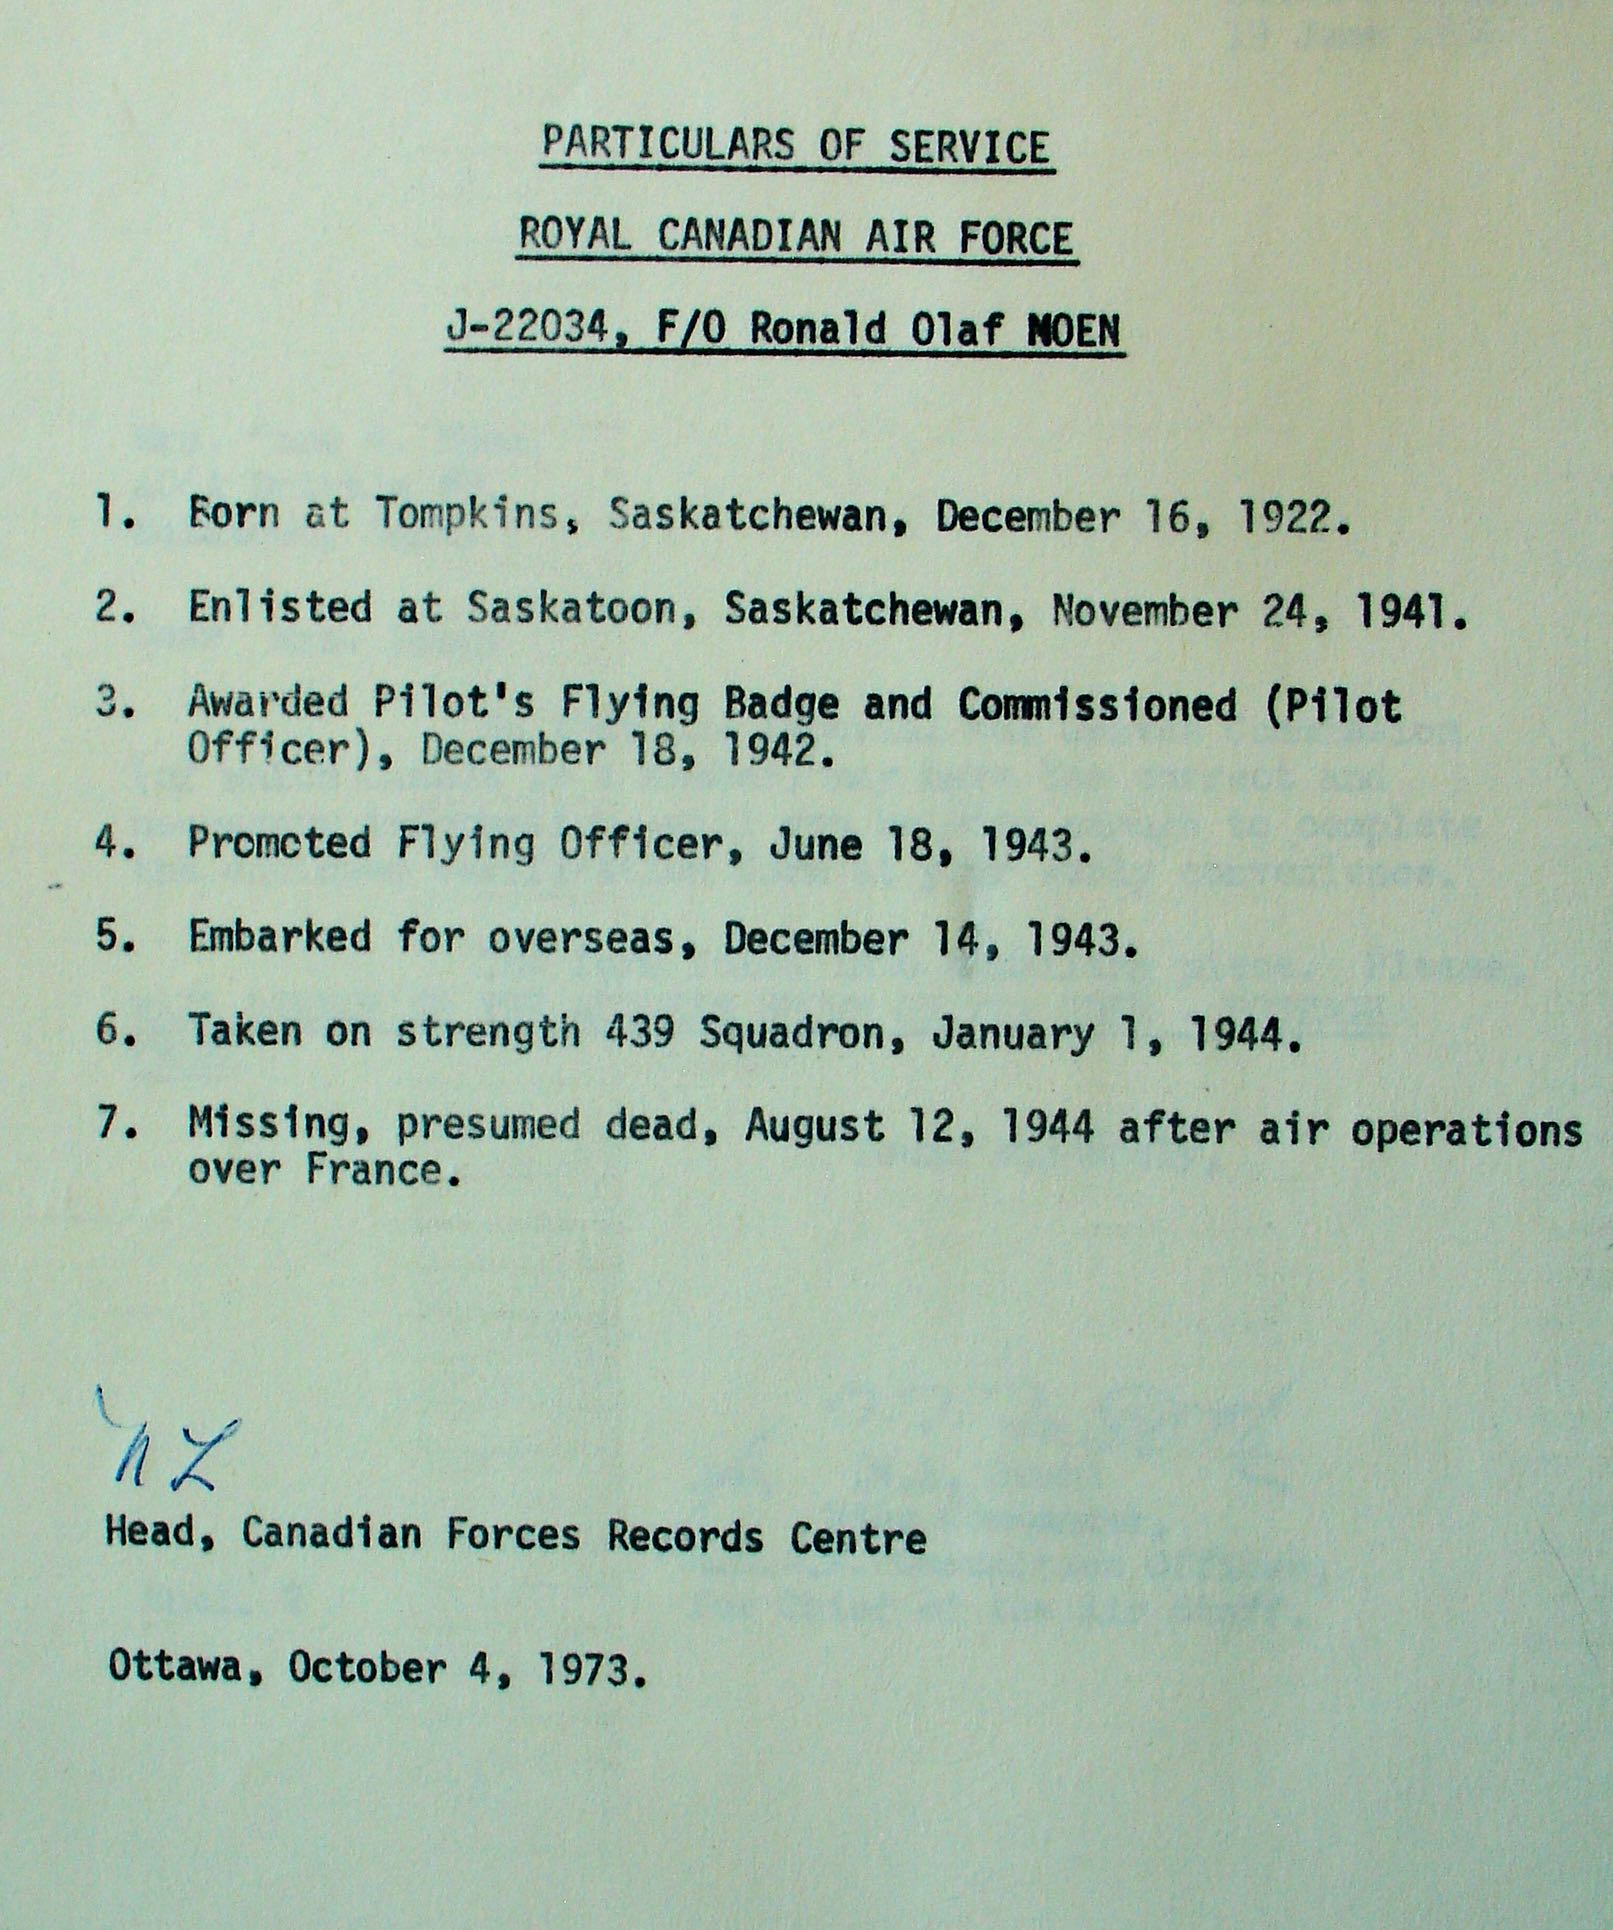 PARTICULARS OF SERVICE
ROYAL CANADIAN AIR FORCE
J-22034, F/O Ronald Olaf MOEN
1. Born at Tompkins, Saskatchewan, December 16, 1922.
2. Enlisted at Saskatoon, Saskatchewan, November 24, 1941.
3. Awarded Pilot's Flying Badge and Commissioned (Pilot
Officer), December 18, 1942.
4. Promoted Flying Officer, June 18, 1943.
5. Embarked for overseas, December 14, 1943.
6. Taken on strength 439 Squadron, January 1, 1944.
7. Missing, presumed dead, August 12, 1944 after air operations
over France.
Head, Canadian Forces Records Centre
Ottawa, October 4, 1973.